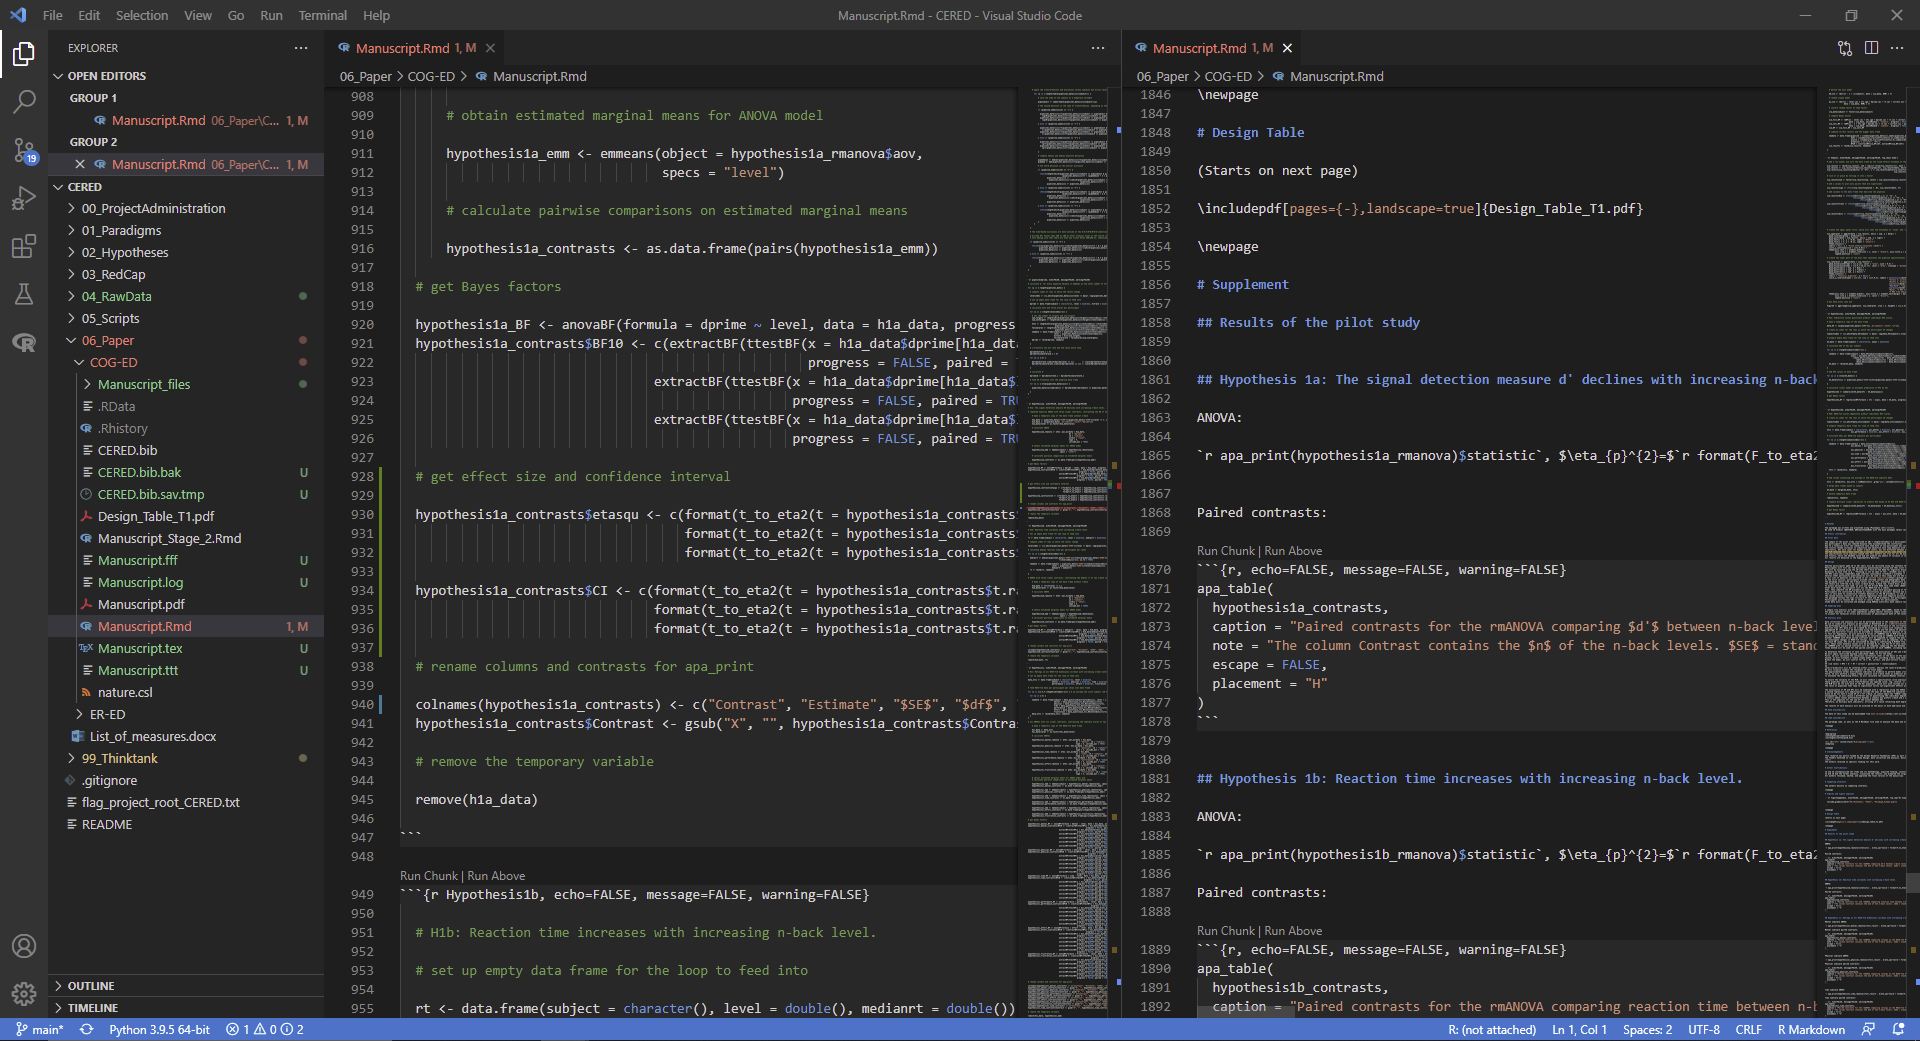 File Edit Selection View Go Run Terminal Help
Manuscript.Rmd - CERED - Visual Studio Code
EXPLORER
OPEN EDITORS
GROUP 1
Manuscript.Rmd 06_Paper\C... 1, M
GROUP 2
Manuscript.Rmd 06_Paper\C... 1, M
CERED
00_ProjectAdministration
01_Paradigms
02_Hypotheses
03_RedCap
04_RawData
05_Scripts
06_Paper
COG-ED
Manuscript_files
.RData
.Rhistory
CERED.bib
CERED.bib.bak U
CERED.bib.sav.tmp U
Design_Table_T1.pdf
Manuscript_Stage_2.Rmd
Manuscript.fff U
Manuscript.log U
Manuscript.pdf
Manuscript.Rmd 1, M
Manuscript.tex U
Manuscript.ttt U
nature.csl
ER-ED
List_of_measures.docx
99_Thinktank
.gitignore
flag_project_root_CERED.txt
README
OUTLINE
TIMELINE
19
Manuscript.Rmd 1, M
06_Paper > COG-ED > Manuscript.Rmd
908
909 # obtain estimated marginal means for ANOVA model
910
911 hypothesis1a_emm <- emmeans(object = hypothesis1a_rmanova$aov,
912 specs = "level")
913
914 # calculate pairwise comparisons on estimated marginal means
915
916 hypothesis1a_contrasts <- as.data.frame(pairs(hypothesis1a_emm))
917
918 # get Bayes factors
919
920 hypothesis1a_BF <- anovaBF(formula = dprime ~ level, data = h1a_data, progress
921 hypothesis1a_contrasts$BF10 <- c(extractBF(ttestBF(x = h1a_data$dprime[h1a_dat
922 progress = FALSE, paired =
923 extractBF(ttestBF(x = h1a_data$dprime[h1a_data$
924 progress = FALSE, paired = TRU
925 extractBF(ttestBF(x = h1a_data$dprime[h1a_data$
926 progress = FALSE, paired = TRU
927
928 # get effect size and confidence interval
929
930 hypothesis1a_contrasts$etasqu <- c(format(t_to_eta2(t = hypothesis1a_contrasts
931 format(t_to_eta2(t = hypothesis1a_contrasts
932 format(t_to_eta2(t = hypothesis1a_contrasts
933
934 hypothesis1a_contrasts$CI <- c(format(t_to_eta2(t = hypothesis1a_contrasts$t.r
935 format(t_to_eta2(t = hypothesis1a_contrasts$t.r
936 format(t_to_eta2(t = hypothesis1a_contrasts$t.r
937
938 # rename columns and contrasts for apa_print
939
940 colnames(hypothesis1a_contrasts) <- c("Contrast", "Estimate", "$SE$", "$df$", "
941 hypothesis1a_contrasts$Contrast <- gsub("X", "", hypothesis1a_contrasts$Contra
942
943 # remove the temporary variable
944
945 remove(h1a_data)
946
947 ```
948
Run Chunk | Run Above
949 ```{r Hypothesis1b, echo=FALSE, message=FALSE, warning=FALSE}
950
951 # H1b: Reaction time increases with increasing n-back level.
952
953 # set up empty data frame for the loop to feed into
954
955 rt <- data.frame(subject = character(), level = double(), medianrt = double())
Manuscript.Rmd 1, M
06_Paper > COG-ED > Manuscript.Rmd
1846 \newpage
1847
1848 # Design Table
1849
1850 (Starts on next page)
1851
1852 \includepdf[pages={-},landscape=true]{Design_Table_T1.pdf}
1853
1854 \newpage
1855
1856 # Supplement
1857
1858 ## Results of the pilot study
1859
1860
1861 ## Hypothesis 1a: The signal detection measure d' declines with increasing n-back
1862
1863 ANOVA:
1864
1865 `r apa_print(hypothesis1a_rmanova)$statistic`, $\eta_{p}^{2}=$`r format(F_to_eta2
1866
1867
1868 Paired contrasts:
1869
Run Chunk | Run Above
1870 ```{r, echo=FALSE, message=FALSE, warning=FALSE}
1871 apa_table(
1872 hypothesis1a_contrasts,
1873 caption = "Paired contrasts for the rmANOVA comparing $d'$ between n-back level
1874 note = "The column Contrast contains the $n$ of the n-back levels. $SE$ = stan
1875 escape = FALSE,
1876 placement = "H"
1877 )
1878 ```
1879
1880
1881 ## Hypothesis 1b: Reaction time increases with increasing n-back level.
1882
1883 ANOVA:
1884
1885 `r apa_print(hypothesis1b_rmanova)$statistic`, $\eta_{p}^{2}=$`r format(F_to_eta2
1886
1887 Paired contrasts:
1888
Run Chunk | Run Above
1889 ```{r, echo=FALSE, message=FALSE, warning=FALSE}
1890 apa_table(
1891 hypothesis1b_contrasts,
1892 caption = "Paired contrasts for the rmANOVA comparing reaction time between n-b
main* Python 3.9.5 64-bit 1 0 2
R: (not attached) Ln 1, Col 1 Spaces: 2 UTF-8 CRLF R Markdown